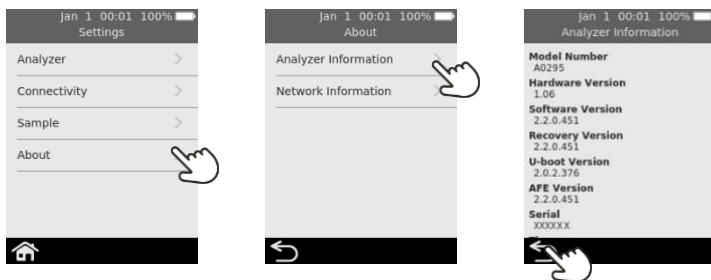 Jan 1 00:01 100%
Settings
Analyzer
Connectivity
Sample
About
Jan 1 00:01 100%
About
Analyzer Information
Network Information
Jan 1 00:01 100%
Analyzer Information
Model Number
A0295
Hardware Version
1.06
Software Version
2.2.0.451
Recovery Version
2.2.0.451
U-boot Version
2.0.2.376
AFE Version
2.2.0.451
Serial
XXXXXX